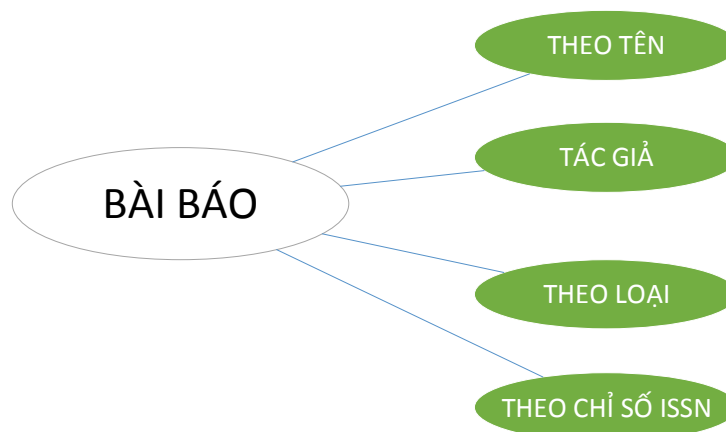 THEO TÊN
TÁC GIẢ
BÀI BÁO
THEO LOẠI
THEO CHỈ SỐ ISSN